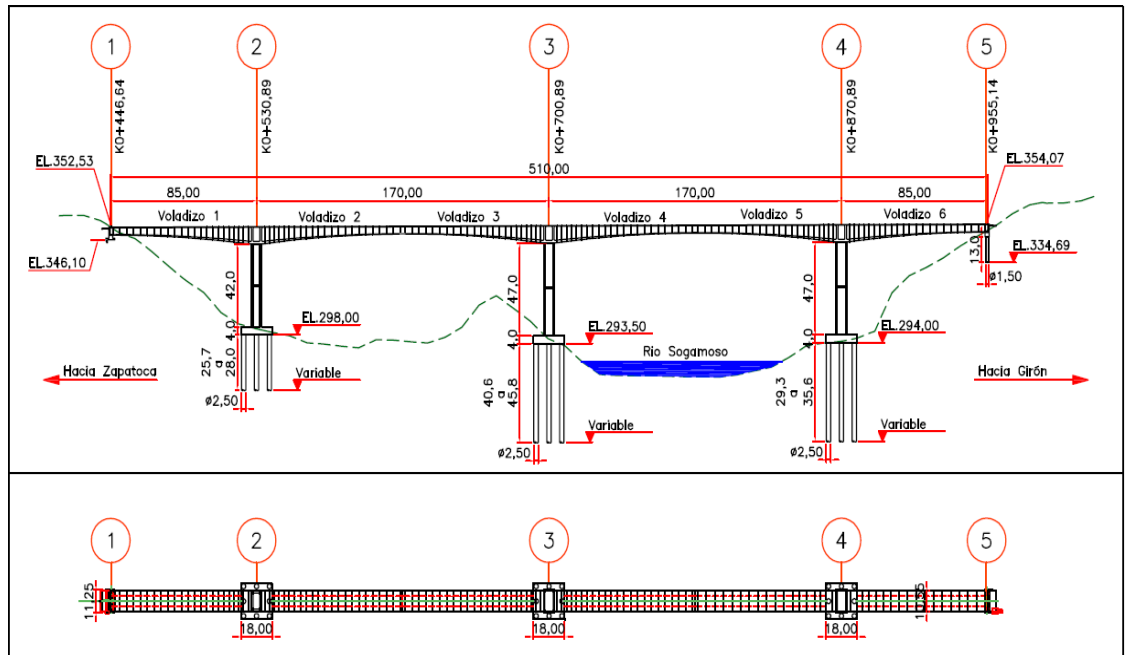 1 2 3 4 5
K0+446,64
K0+530,89
K0+700,89
K0+870,89
K0+955,14
EL.352,53
EL.354,07
510,00
85,00 170,00 170,00 85,00
Voladizo 1 Voladizo 2 Voladizo 3 Voladizo 4 Voladizo 5 Voladizo 6
EL.346,10
EL.334,69
13,0
ø1,50
42,0
47,0
47,0
4,0
EL.298,00
4,0
EL.293,50
4,0
EL.294,00
Rio Sogamoso
Hacia Zapatoca
Hacia Girón
25,7
a
28,0
Variable
40,6
a
45,8
Variable
29,3
a
35,6
Variable
ø2,50
ø2,50
ø2,50
1 2 3 4 5
11,25
18,00 18,00 18,00